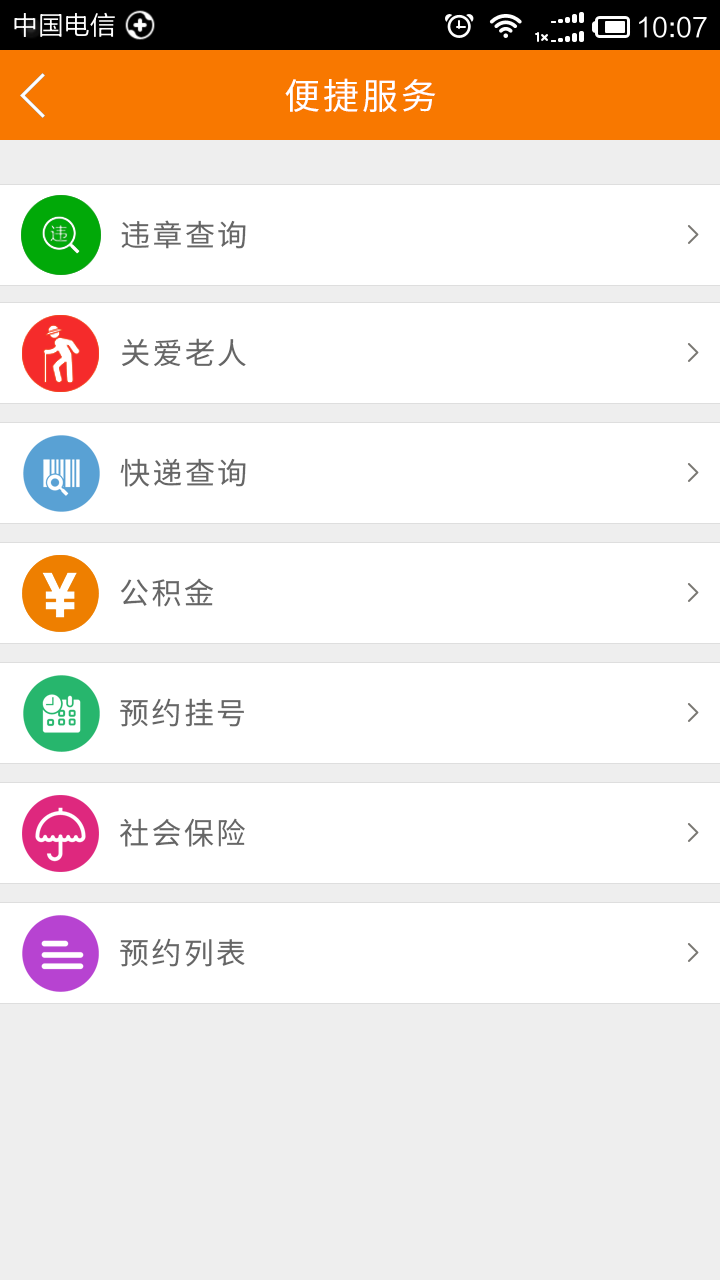 中国电信 1× 10:07
便捷服务
违 违章查询
关爱老人
快递查询
¥ 公积金
预约挂号
社会保险
预约列表